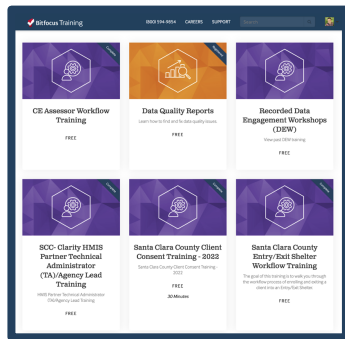 Bitfocus Training
(800) 594-9854 CAREERS SUPPORT Search
CE Assessor Workflow
Training
FREE
Data Quality Reports
Learn how to find and fix data quality issues.
FREE
Recorded Data
Engagement Workshops
(DEW)
View past DEW training
FREE
SCC- Clarity HMIS
Partner Technical
Administrator
(TA)/Agency Lead
Training
HMIS Partner Technical Administrator
(TA)/Agency Lead Training
FREE
Santa Clara County Client
Consent Training - 2022
Santa Clara County Client Consent Training -
2022
FREE
30 Minutes
Santa Clara County
Entry/Exit Shelter
Workflow Training
The goal of this training is to walk you through
the workflow process of enrolling and exiting a
client into an Entry/Exit Shelter.
FREE